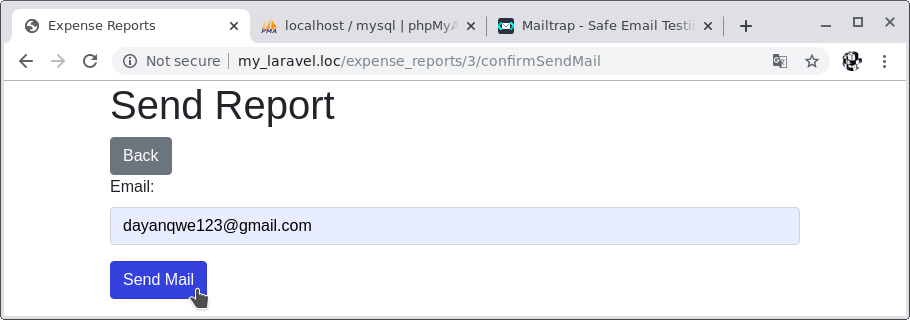 Expense Reports
localhost / mysql | phpMyA
Mailtrap - Safe Email Testi
Not secure | my_laravel.loc/expense_reports/3/confirmSendMail
Send Report
Back
Email:
dayanqwe123@gmail.com
Send Mail